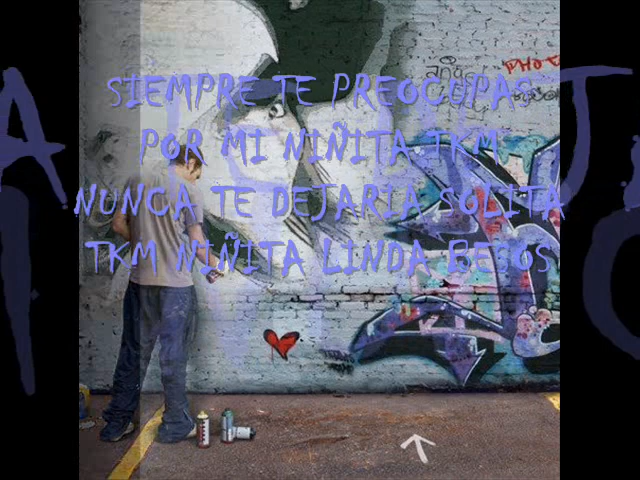 SIEMPRE TE PREOCUPAS
POR MI NIÑITA TKM
NUNCA TE DEJARIA SOLITA
TKM NIÑITA LINDA BESOS